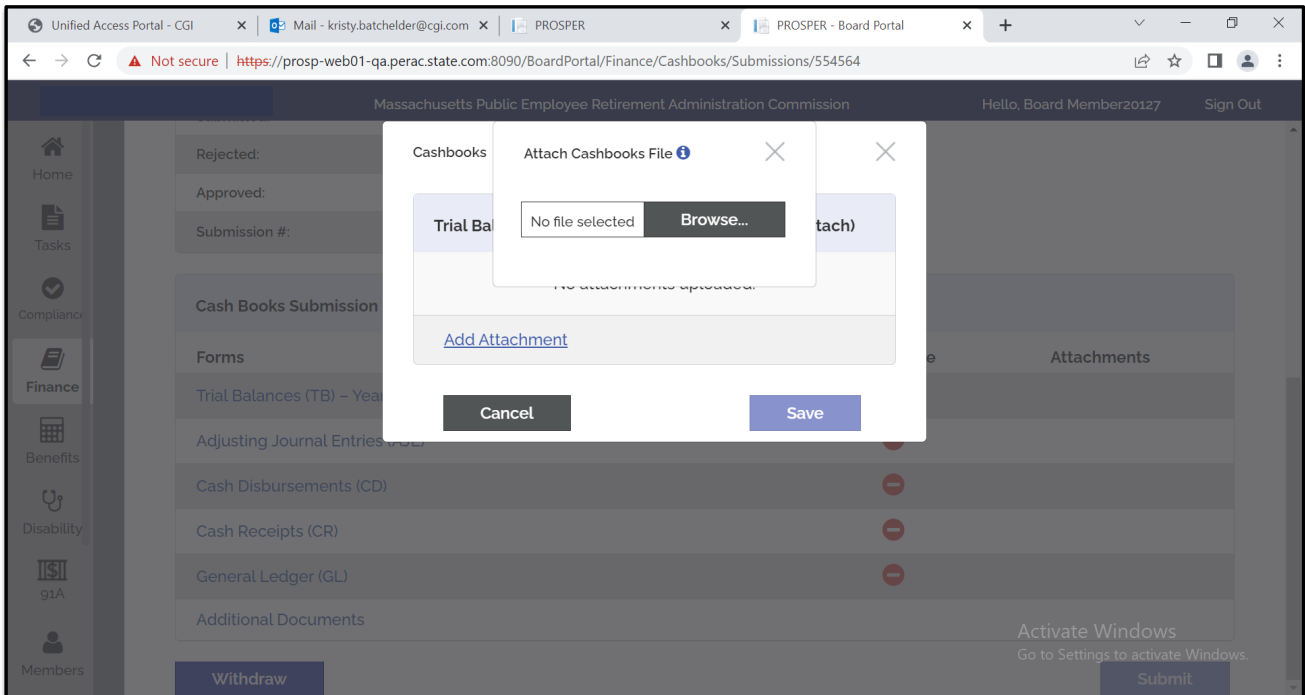 Unified Access Portal - CGI
Mail - kristy.batchelder@cgi.com
PROSPER
PROSPER - Board Portal
Not secure https://prosp-web01-qa.perac.state.com:8090/BoardPortal/Finance/Cashbooks/Submissions/554564
Massachusetts Public Employee Retirement Administration Commission
Hello, Board Member20127
Sign Out
Home
Tasks
Compliance
Finance
Benefits
Disability
91A
Members
Rejected:
Approved:
Submission #:
Cash Books Submission
Forms
Attachments
Trial Balances (TB) – Year
Adjusting Journal Entries (AJE)
Cash Disbursements (CD)
Cash Receipts (CR)
General Ledger (GL)
Additional Documents
Withdraw
Submit
Cashbooks
Attach Cashbooks File
No file selected
Browse...
Trial Bal
tach)
No attachments uploaded.
Add Attachment
Cancel
Save
Activate Windows
Go to Settings to activate Windows.